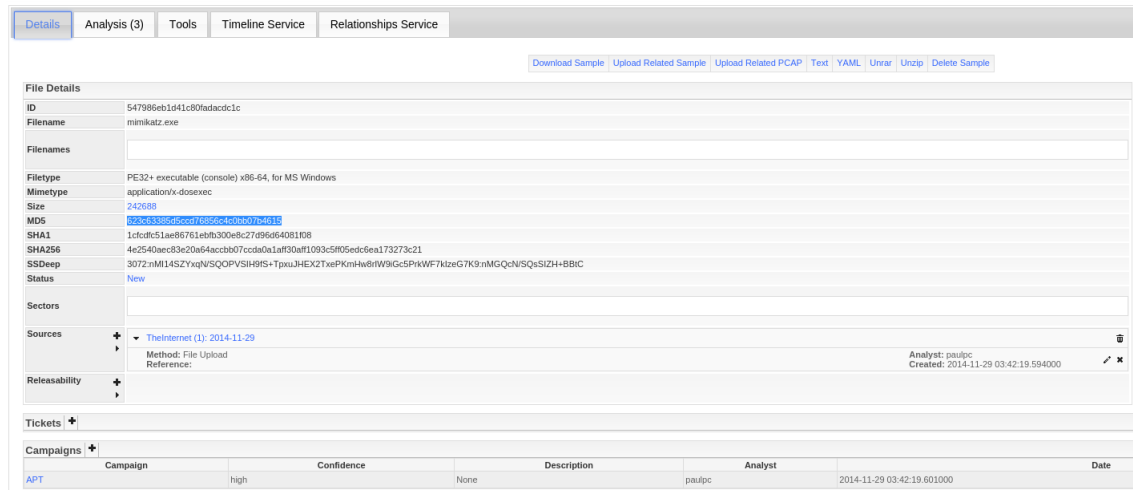 Details Analysis (3) Tools Timeline Service Relationships Service
Download Sample Upload Related Sample Upload Related PCAP Text YAML Unrar Unzip Delete Sample
File Details
ID 547986eb1d41c80fadacdc1c
Filename mimikatz.exe
Filenames
Filetype PE32+ executable (console) x86-64, for MS Windows
Mimetype application/x-dosexec
Size 242688
MD5 623c63385d5ccd76856c4c0bb07b4615
SHA1 1cfcdfc51ae86761ebfb300e8c27d96d64081f08
SHA256 4e2540aec83e20a64accbb07ccda0a1aff30aff1093c5ff05edc6ea173273c21
SSDeep 3072:nMI14SZYxqN/SQOPVSIH9fS+TpxuJHEX2TxePKmHw8rIW9iGc5PrkWF7kIzeG7K9:nMGQcN/SQsSIZH+BBtC
Status New
Sectors
Sources + TheInternet (1): 2014-11-29
Method: File Upload Analyst: paulpc
Reference: Created: 2014-11-29 03:42:19.594000
Releasability +
Tickets +
Campaigns +
Campaign Confidence Description Analyst Date
APT high None paulpc 2014-11-29 03:42:19.601000